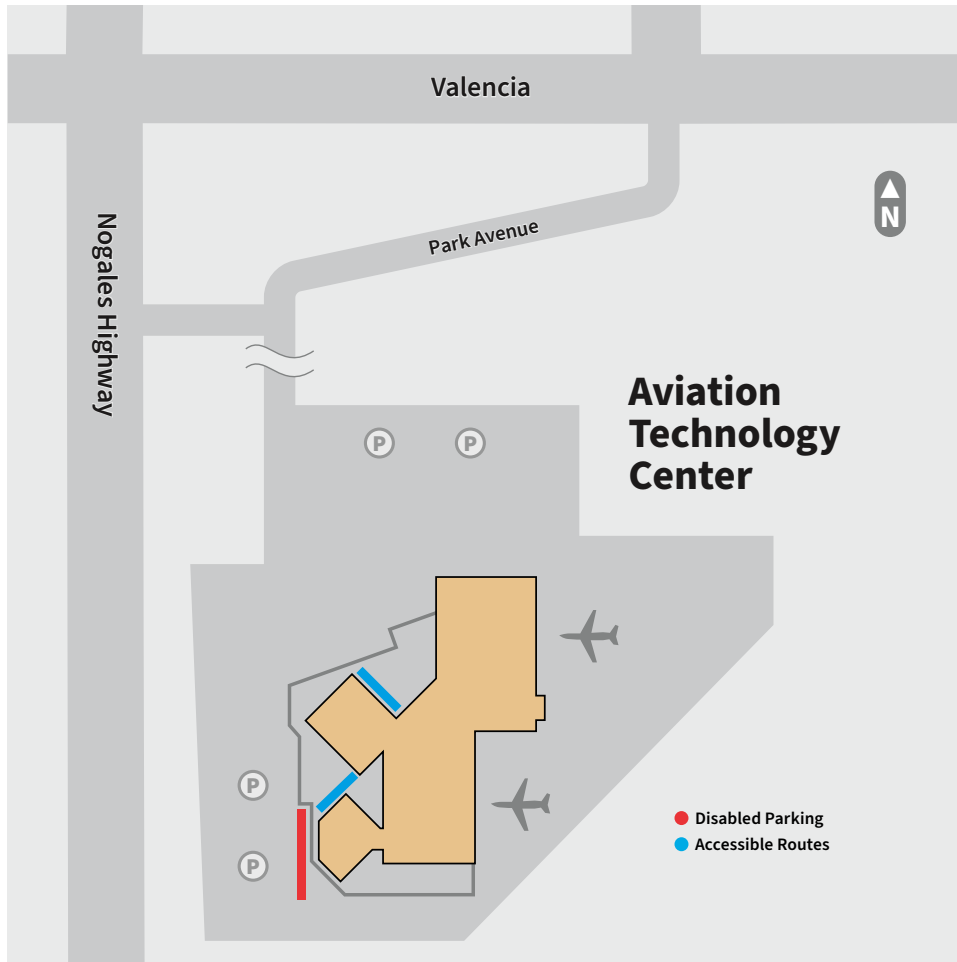 Valencia
N
Nogales Highway
Park Avenue
Aviation
Technology
Center
P
P
P
P
Disabled Parking
Accessible Routes